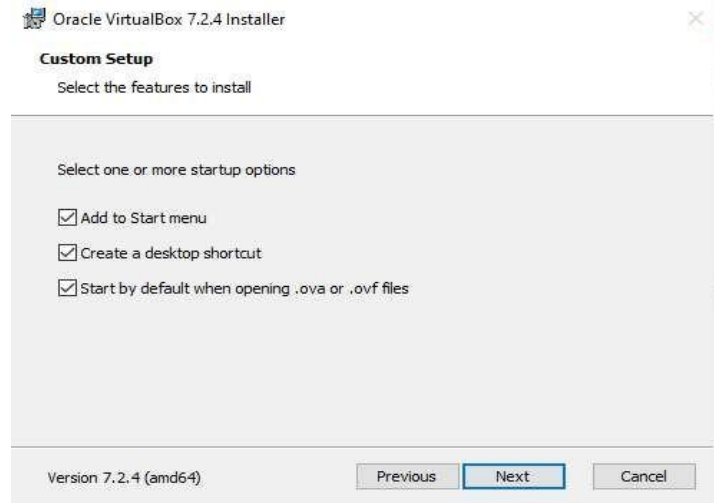 Oracle VirtualBox 7.2.4 Installer
Custom Setup
Select the features to install
Select one or more startup options
Add to Start menu
Create a desktop shortcut
Start by default when opening .ova or .ovf files
Version 7.2.4 (amd64)
Previous
Next
Cancel